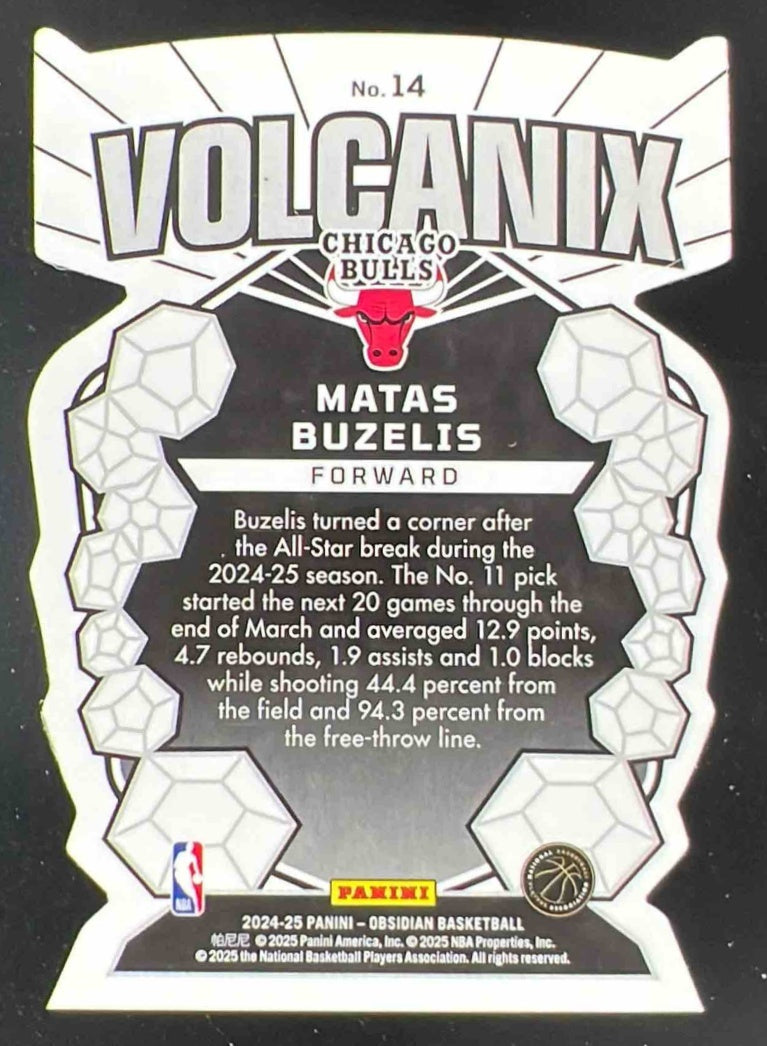 No. 14
VOLCANIX
CHICAGO
BULLS
MATAS
BUZELIS
FORWARD
Buzelis turned a corner after
the All-Star break during the
2024-25 season. The No. 11 pick
started the next 20 games through the
end of March and averaged 12.9 points,
4.7 rebounds, 1.9 assists and 1.0 blocks
while shooting 44.4 percent from
the field and 94.3 percent from
the free-throw line.
NBA
PANINI
2024-25 PANINI – OBSIDIAN BASKETBALL
帕尼尼 © 2025 Panini America, Inc. © 2025 NBA Properties, Inc.
© 2025 the National Basketball Players Association. All rights reserved.